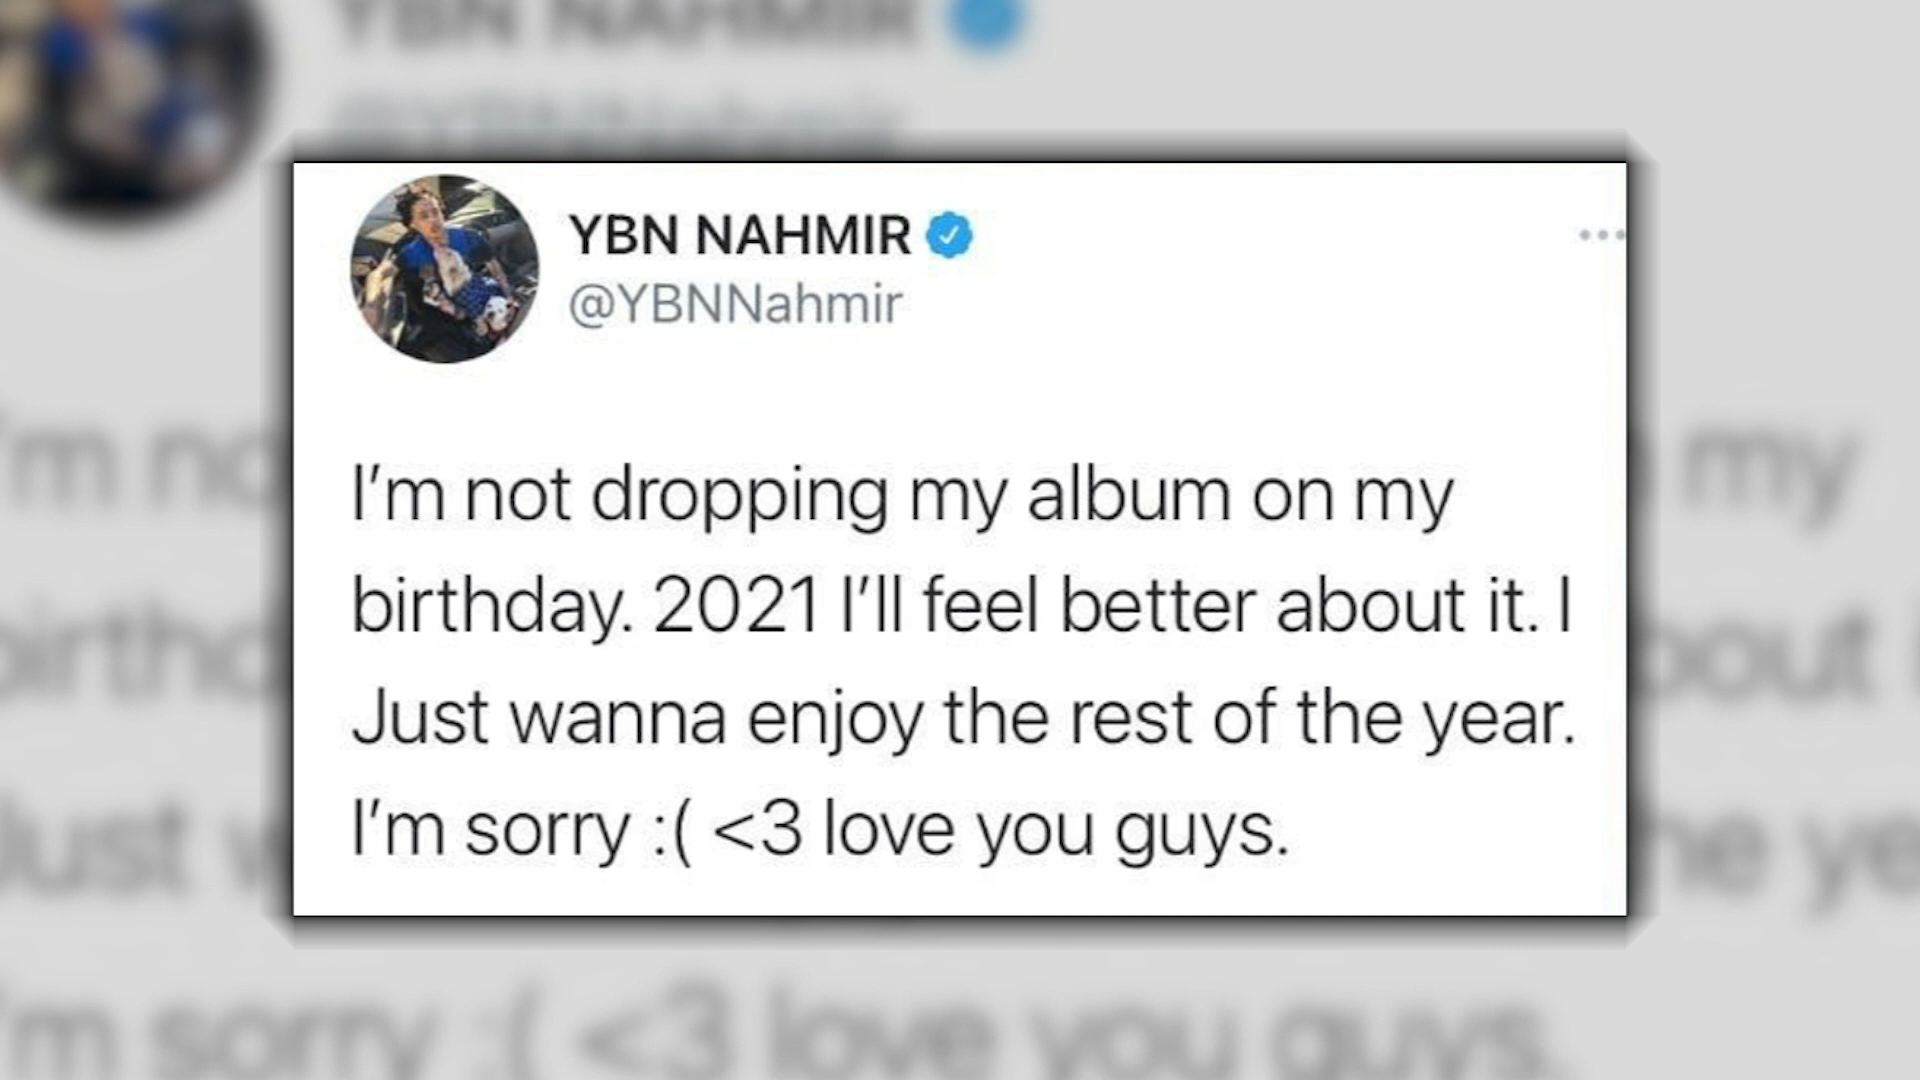 YBN NAHMIR
@YBNNahmir
I’m not dropping my album on my
birthday. 2021 I’ll feel better about it. I
Just wanna enjoy the rest of the year.
I’m sorry :( <3 love you guys.